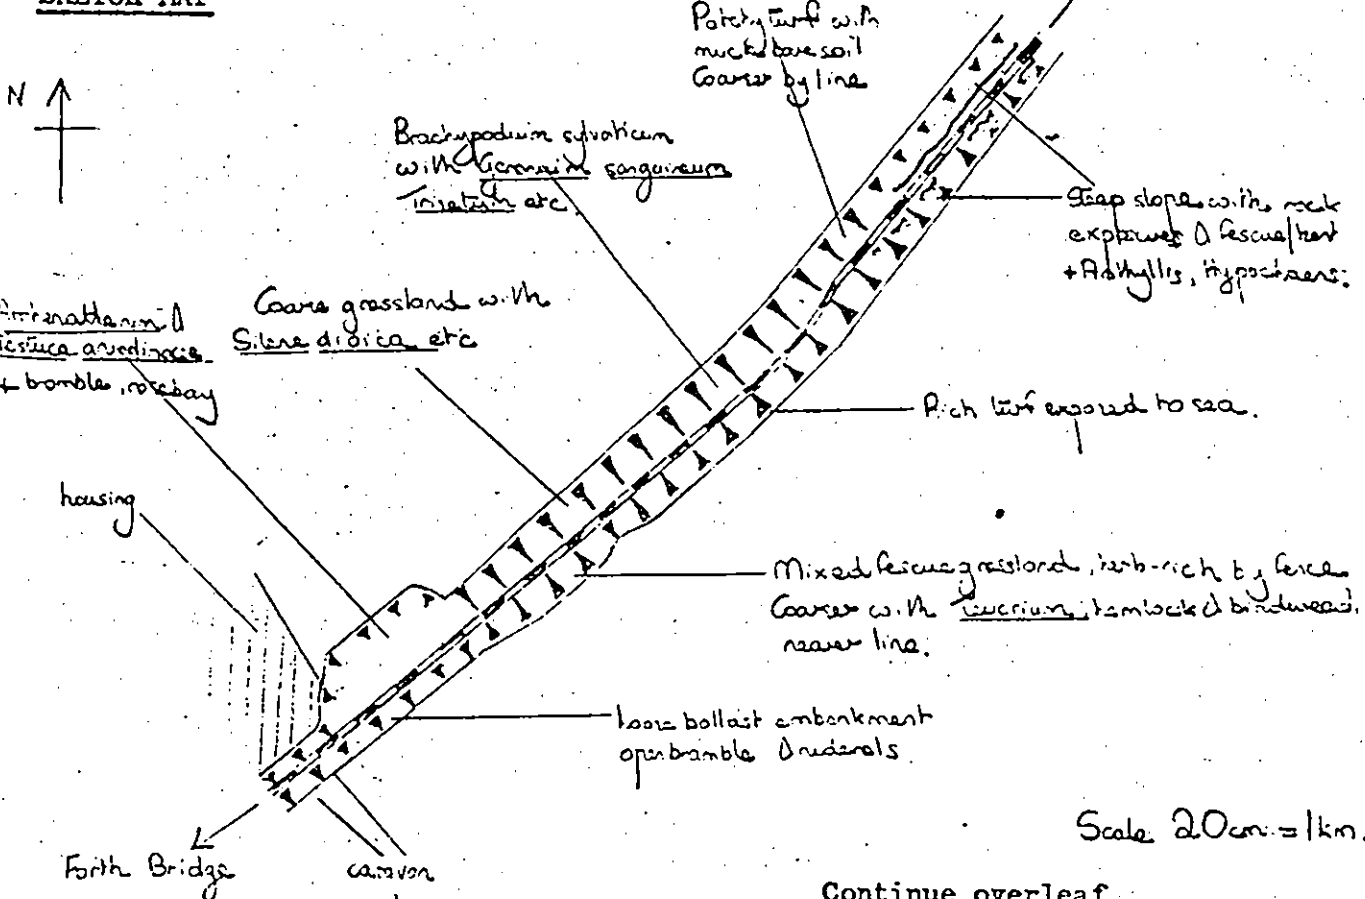 SKETCH MAP
N
Patchy turf with
much bare soil
Coarser by line
Brachypodium sylvaticum
with Geranium sanguineum
Trisetum etc.
Steep slope with rock
exposures & fescue/bent
+ Anthyllis, Hypochaeris.
Arrhenatherum &
Festuca arundinacea
+ bramble, rosebay
Coarse grassland with
Silene dioica etc
Rich turf exposed to sea.
housing
Mixed fescue grassland, herb-rich by fence
Coarser with Teucrium, hemlock & bindweed,
nearer line.
loose ballast embankment
open bramble & ruderals
Scale 20cm = 1km.
Forth Bridge
caravan
Continue overleaf